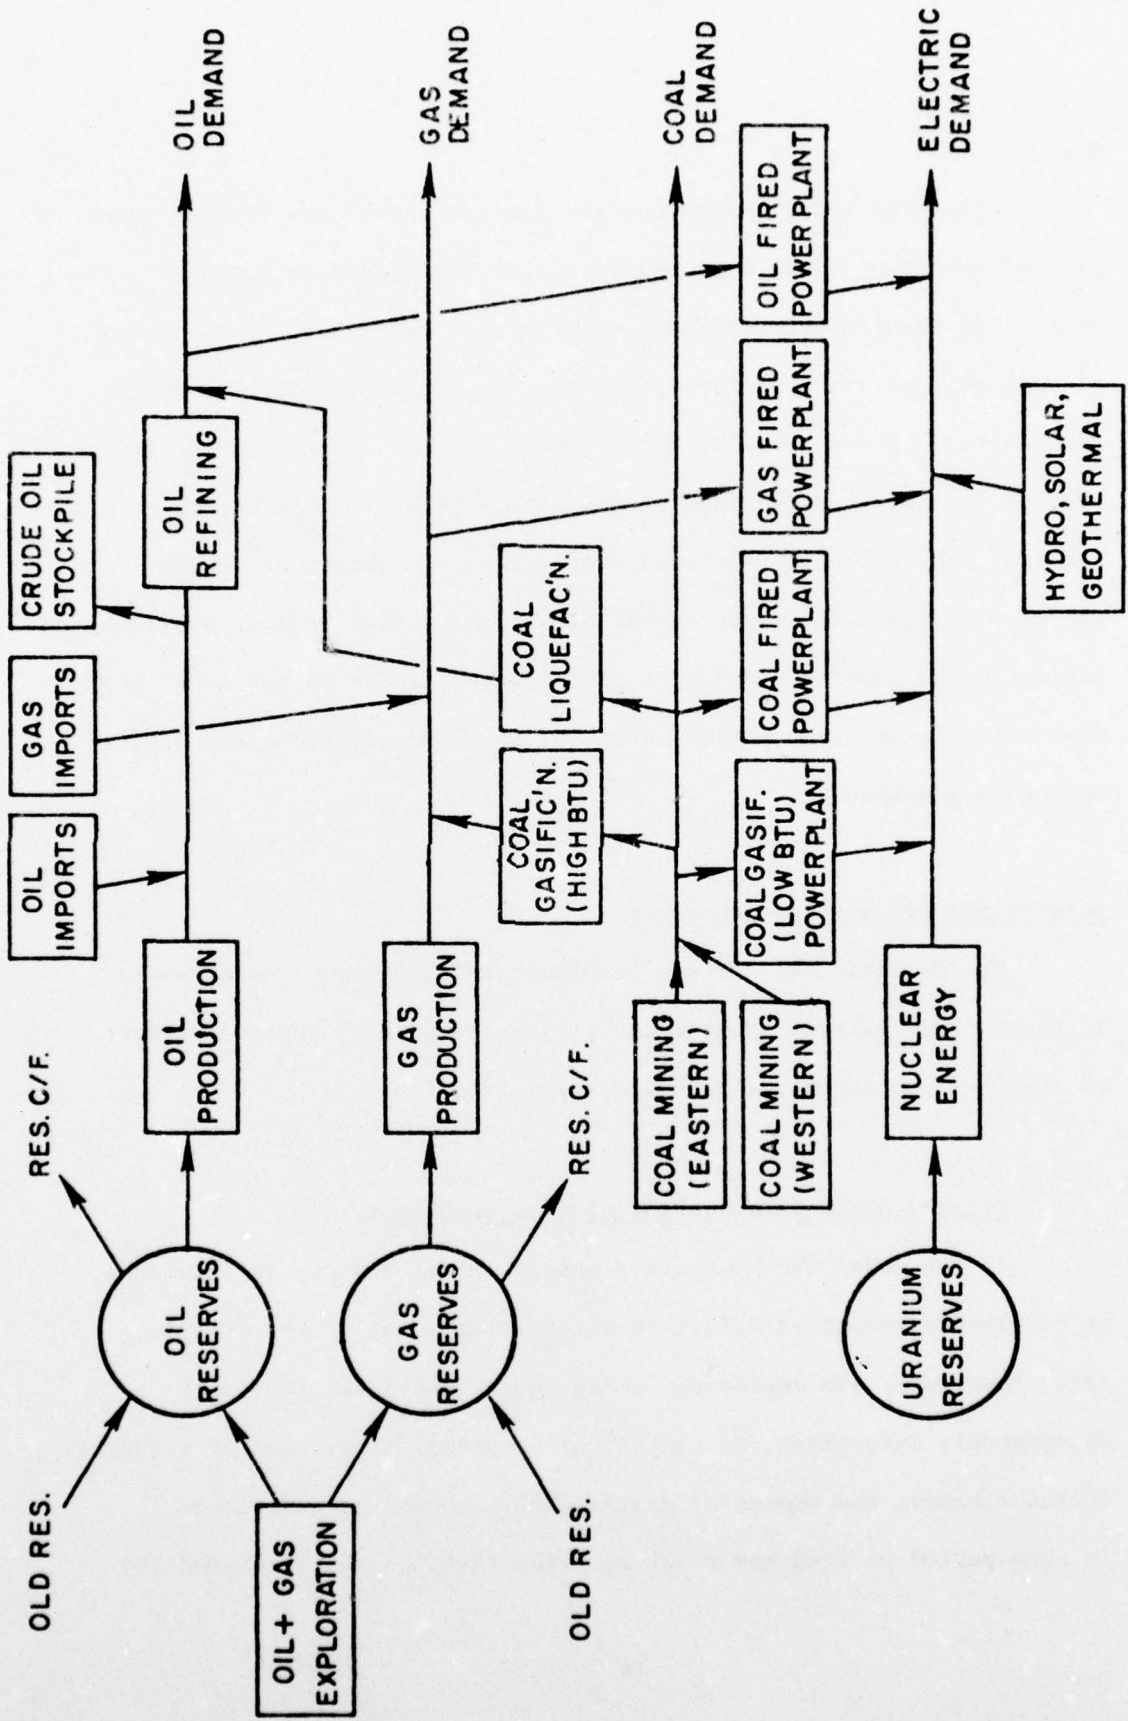 OIL
IMPORTS
GAS
IMPORTS
CRUDE OIL
STOCKPILE
OLD RES.
RES. C/F.
OIL
RESERVES
OIL
PRODUCTION
OIL
REFINING
OIL
DEMAND
OIL+ GAS
EXPLORATION
GAS
RESERVES
GAS
PRODUCTION
GAS
DEMAND
OLD RES.
RES. C/F.
COAL
GASIFIC'N.
(HIGH BTU)
COAL
LIQUEFAC'N.
COAL MINING
(EASTERN)
COAL
DEMAND
COAL MINING
(WESTERN)
COAL GASIF.
(LOW BTU)
POWER PLANT
COAL FIRED
POWERPLANT
GAS FIRED
POWERPLANT
OIL FIRED
POWER PLANT
URANIUM
RESERVES
NUCLEAR
ENERGY
ELECTRIC
DEMAND
HYDRO, SOLAR,
GEOTHERMAL